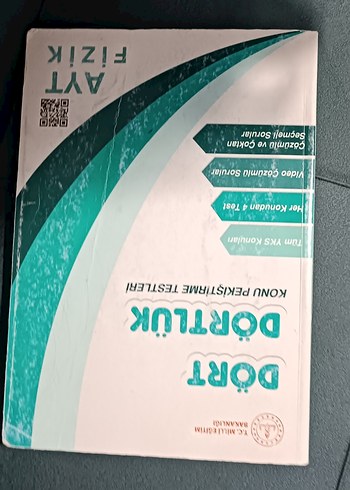 T.C. MİLLÎ EĞİTİM
BAKANLIĞI
DÖRT
DÖRTLÜK
KONU PEKİŞTİRME TESTLERİ
Tüm YKS Konuları
Her Konudan 4 Test
Video Çözümlü Sorular
Çözümlü ve Çoktan
Seçmeli Sorular
AYT
FİZİK